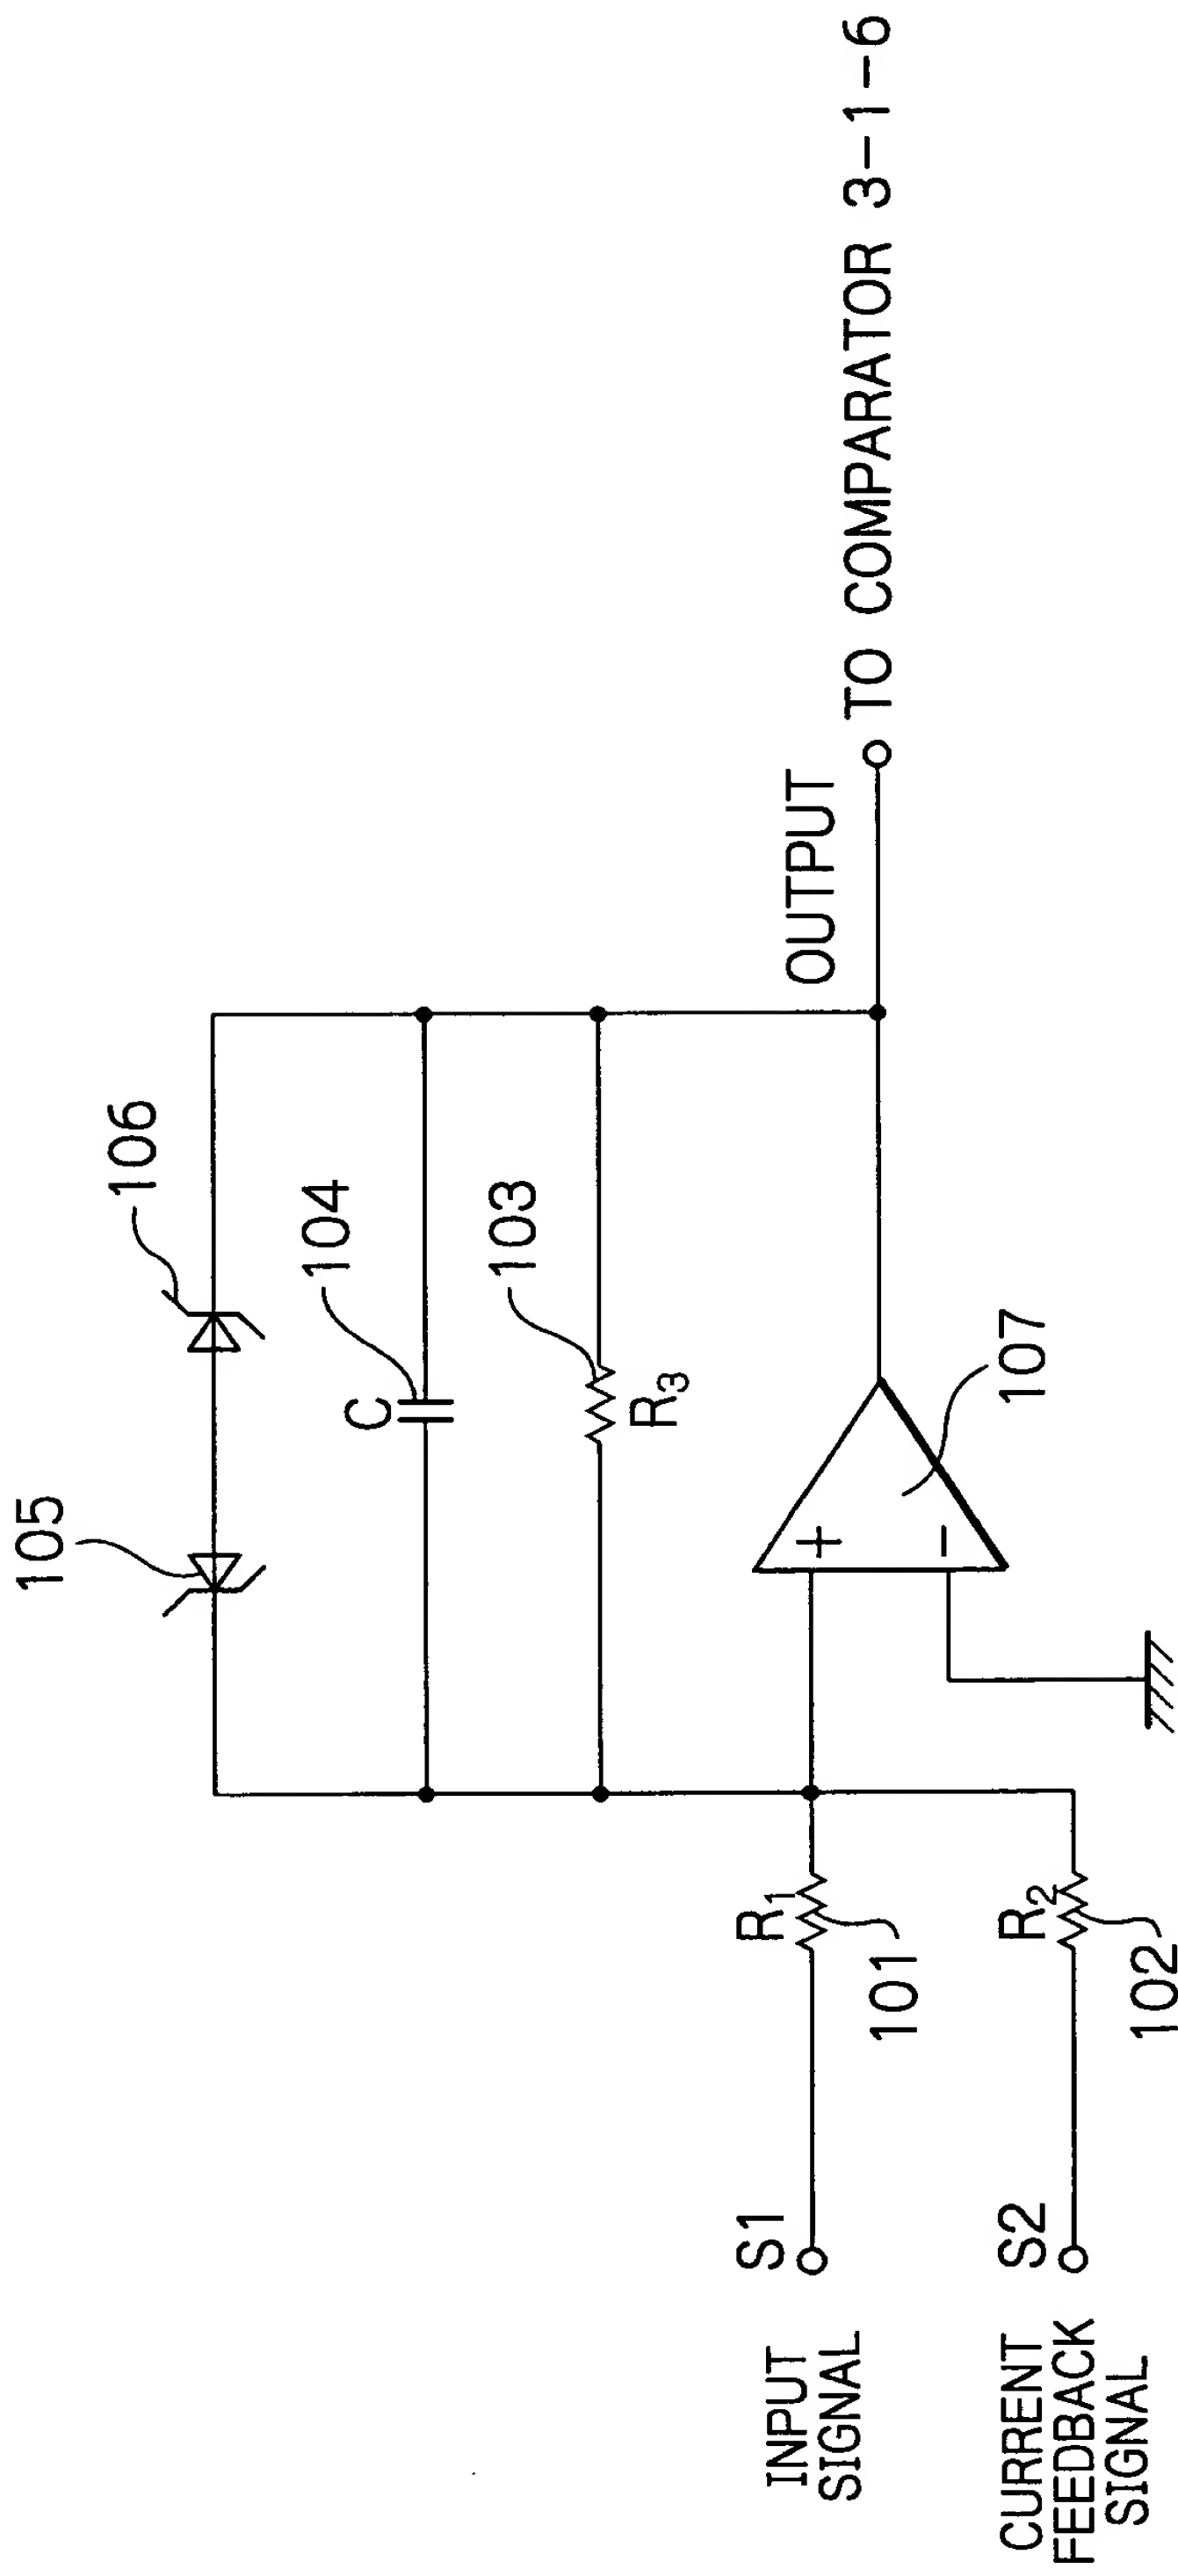 105
106
C
104
103
R3
OUTPUT
TO COMPARATOR 3-1-6
+
−
107
INPUT
SIGNAL
S1
R1
101
CURRENT
FEEDBACK
SIGNAL
S2
R2
102